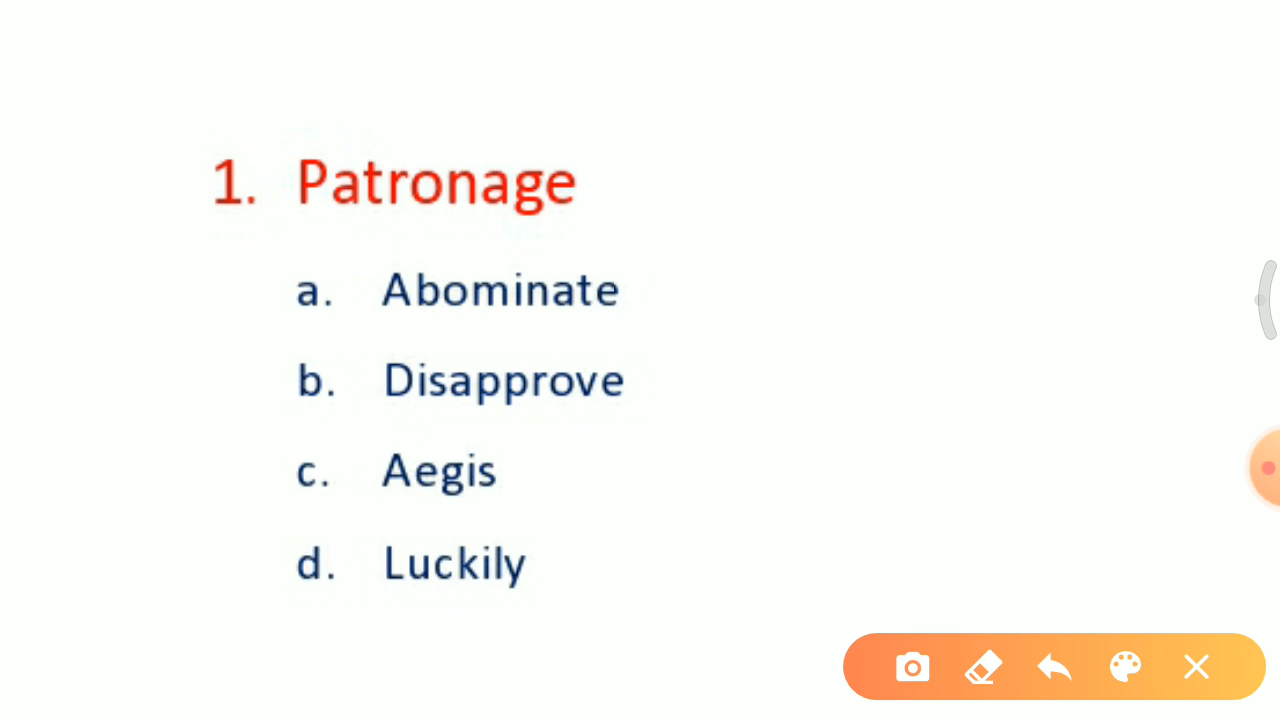 1. Patronage
a. Abominate
b. Disapprove
c. Aegis
d. Luckily